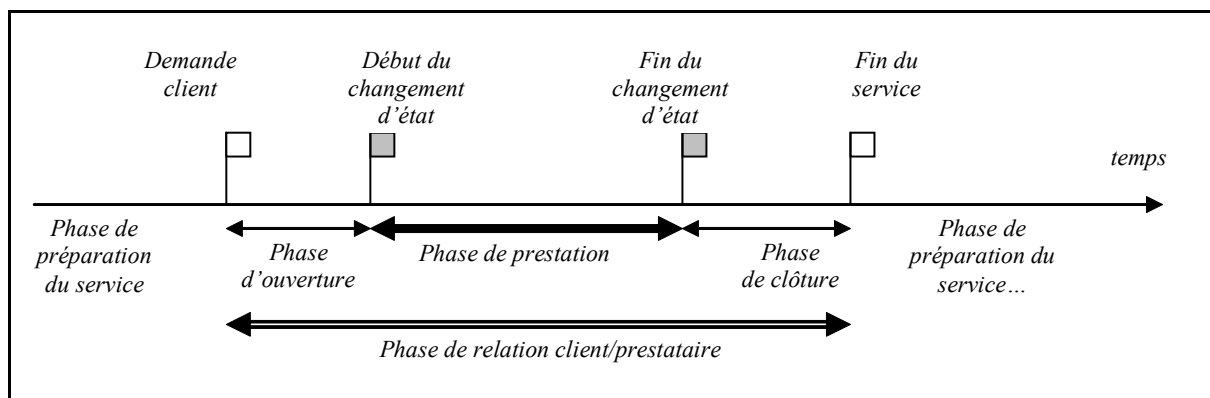 Demande
client
Début du
changement
d’état
Fin du
changement
d’état
Fin du
service
temps
Phase de
préparation
du service
Phase
d’ouverture
Phase de prestation
Phase
de clôture
Phase de
préparation du
service…
Phase de relation client/prestataire